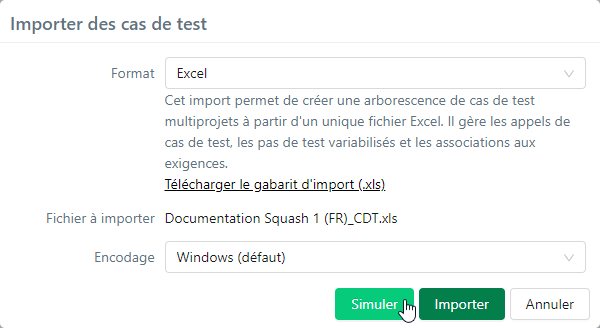 Importer des cas de test
Format Excel
Cet import permet de créer une arborescence de cas de test
multiprojets à partir d'un unique fichier Excel. Il gère les appels de
cas de test, les pas de test variabilisés et les associations aux
exigences.
Télécharger le gabarit d'import (.xls)
Fichier à importer Documentation Squash 1 (FR)_CDT.xls
Encodage Windows (défaut)
Simuler Importer Annuler